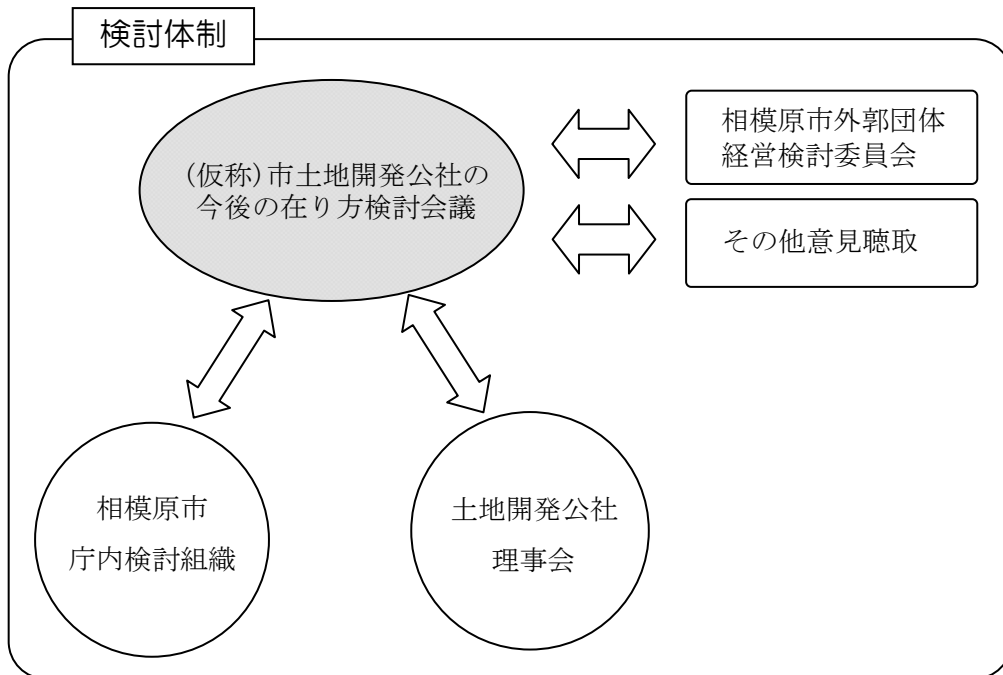 検討体制
(仮称)市土地開発公社の
今後の在り方検討会議
相模原市外郭団体
経営検討委員会
その他意見聴取
相模原市
庁内検討組織
土地開発公社
理事会